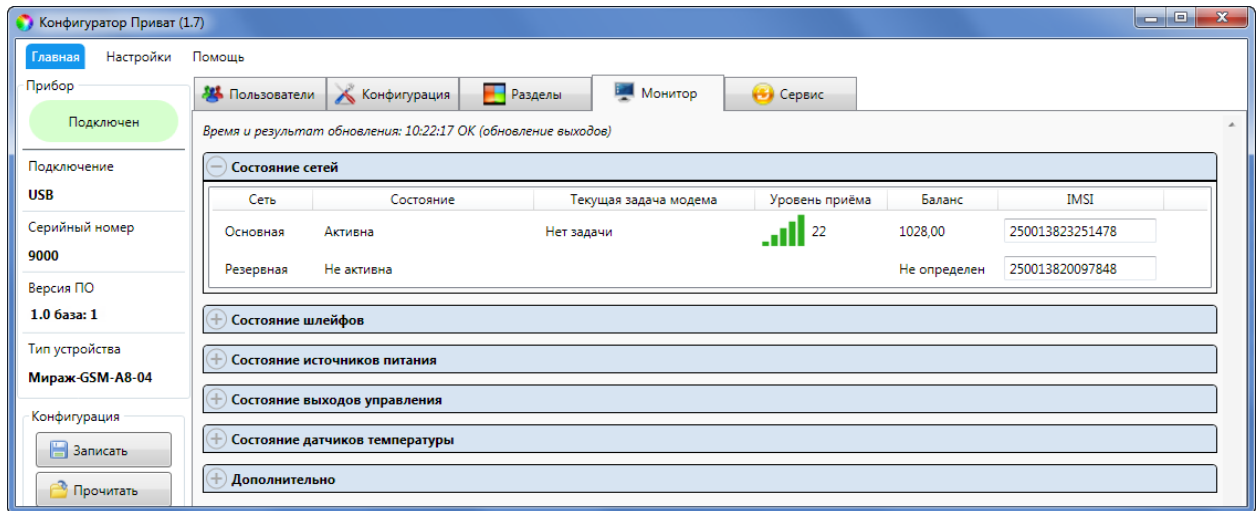 Конфигуратор Приват (1.7)
Главная Настройки Помощь
Прибор
Подключен
Подключение
USB
Серийный номер
9000
Версия ПО
1.0 база: 1
Тип устройства
Мираж-GSM-A8-04
Конфигурация
Записать
Прочитать
Пользователи Конфигурация Разделы Монитор Сервис
Время и результат обновления: 10:22:17 ОК (обновление выходов)
Состояние сетей
Сеть Состояние Текущая задача модема Уровень приёма Баланс IMSI
Основная Активна Нет задачи 22 1028,00 250013823251478
Резервная Не активна Не определен 250013820097848
Состояние шлейфов
Состояние источников питания
Состояние выходов управления
Состояние датчиков температуры
Дополнительно